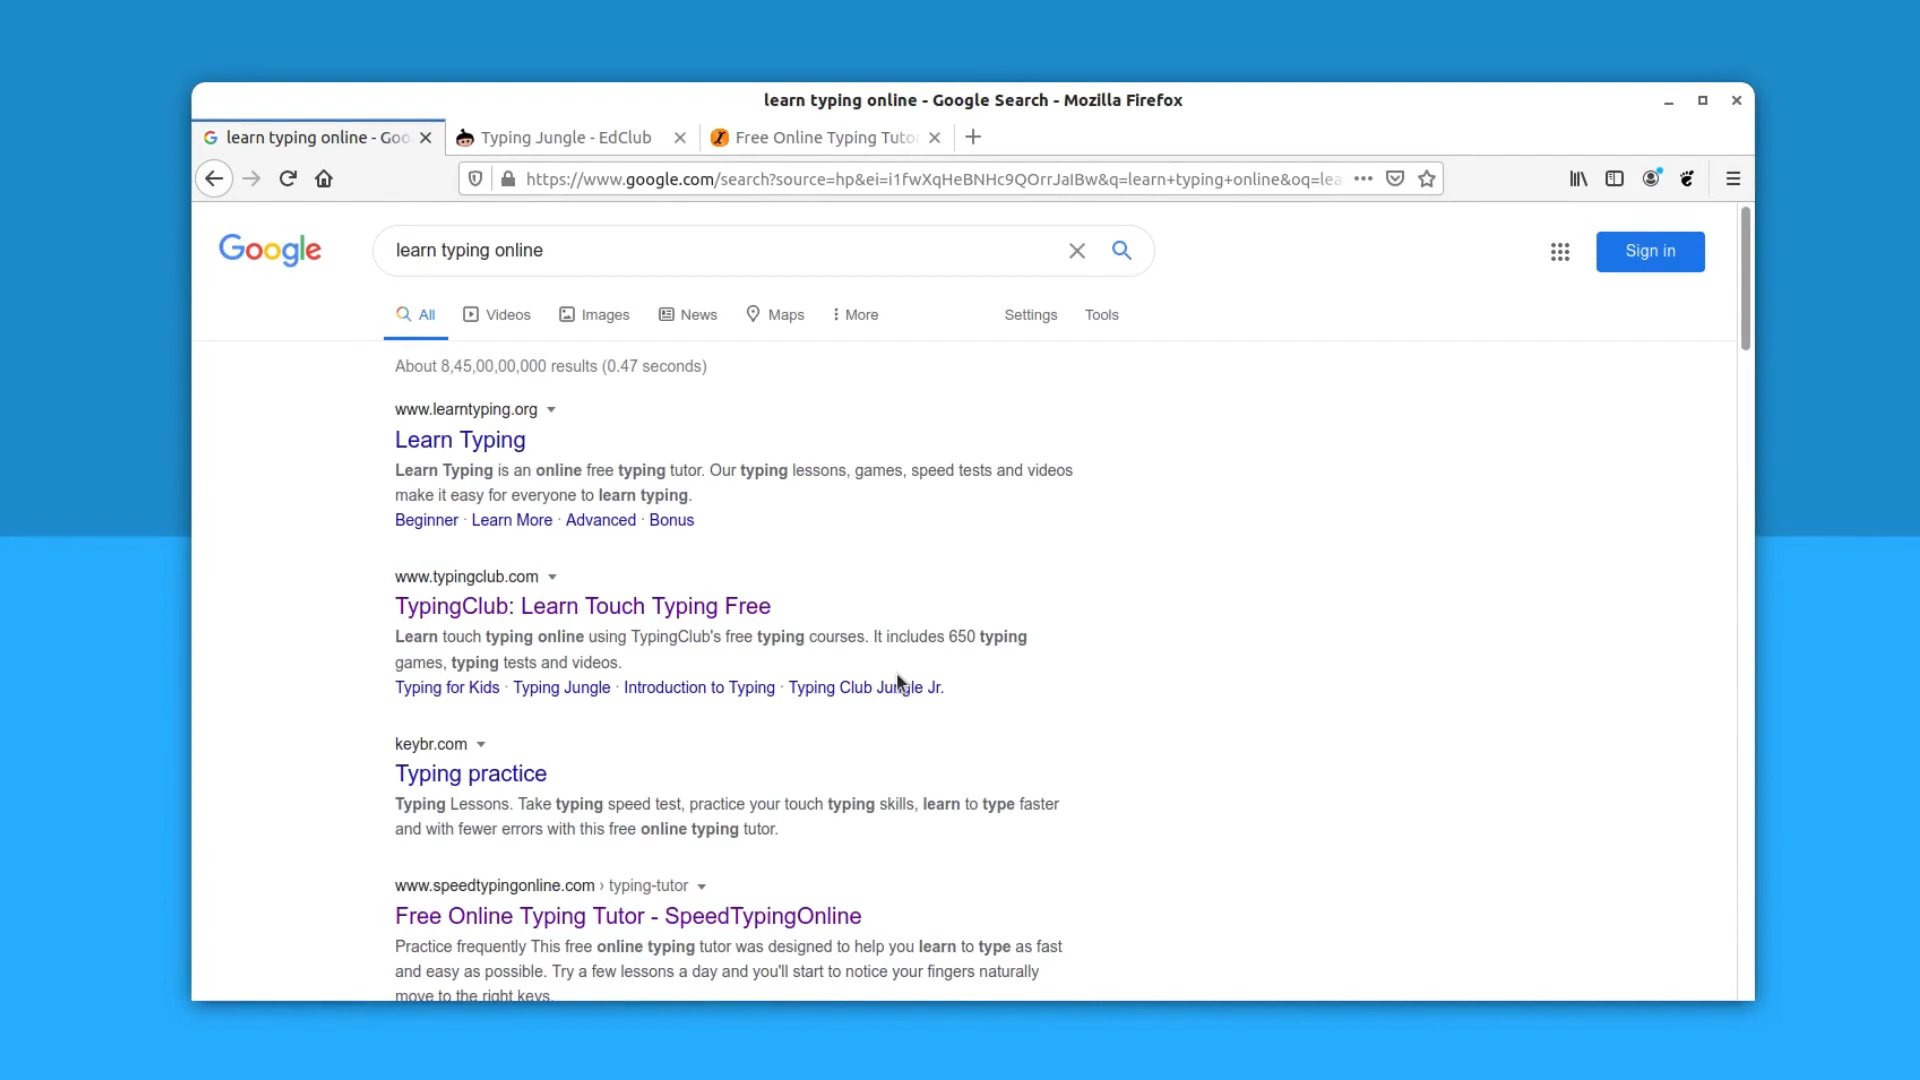 learn typing online - Google Search - Mozilla Firefox
learn typing online - Goo
Typing Jungle - EdClub
Free Online Typing Tuto
https://www.google.com/search?source=hp&ei=i1fwXqHeBNHc9QOrrJaIBw&q=learn+typing+online&oq=lea
Google
learn typing online
Sign in
All
Videos
Images
News
Maps
More
Settings
Tools
About 8,45,00,00,000 results (0.47 seconds)
www.learntyping.org
Learn Typing
Learn Typing is an online free typing tutor. Our typing lessons, games, speed tests and videos
make it easy for everyone to learn typing.
Beginner · Learn More · Advanced · Bonus
www.typingclub.com
TypingClub: Learn Touch Typing Free
Learn touch typing online using TypingClub's free typing courses. It includes 650 typing
games, typing tests and videos.
Typing for Kids · Typing Jungle · Introduction to Typing · Typing Club Jungle Jr.
keybr.com
Typing practice
Typing Lessons. Take typing speed test, practice your touch typing skills, learn to type faster
and with fewer errors with this free online typing tutor.
www.speedtypingonline.com › typing-tutor
Free Online Typing Tutor - SpeedTypingOnline
Practice frequently This free online typing tutor was designed to help you learn to type as fast
and easy as possible. Try a few lessons a day and you'll start to notice your fingers naturally
move to the right keys.